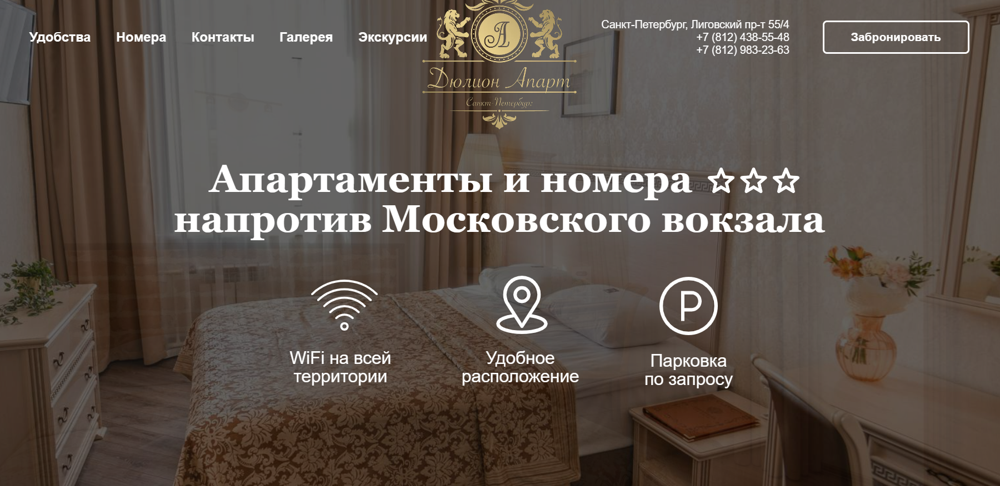 Удобства
Номера
Контакты
Галерея
Экскурсии
А
Дюлион Апарт
Санкт-Петербург
Санкт-Петербург, Лиговский пр-т 55/4
+7 (812) 438-55-48
+7 (812) 983-23-63
Забронировать
Апартаменты и номера
напротив Московского вокзала
WiFi на всей
территории
Удобное
расположение
P
Парковка
по запросу